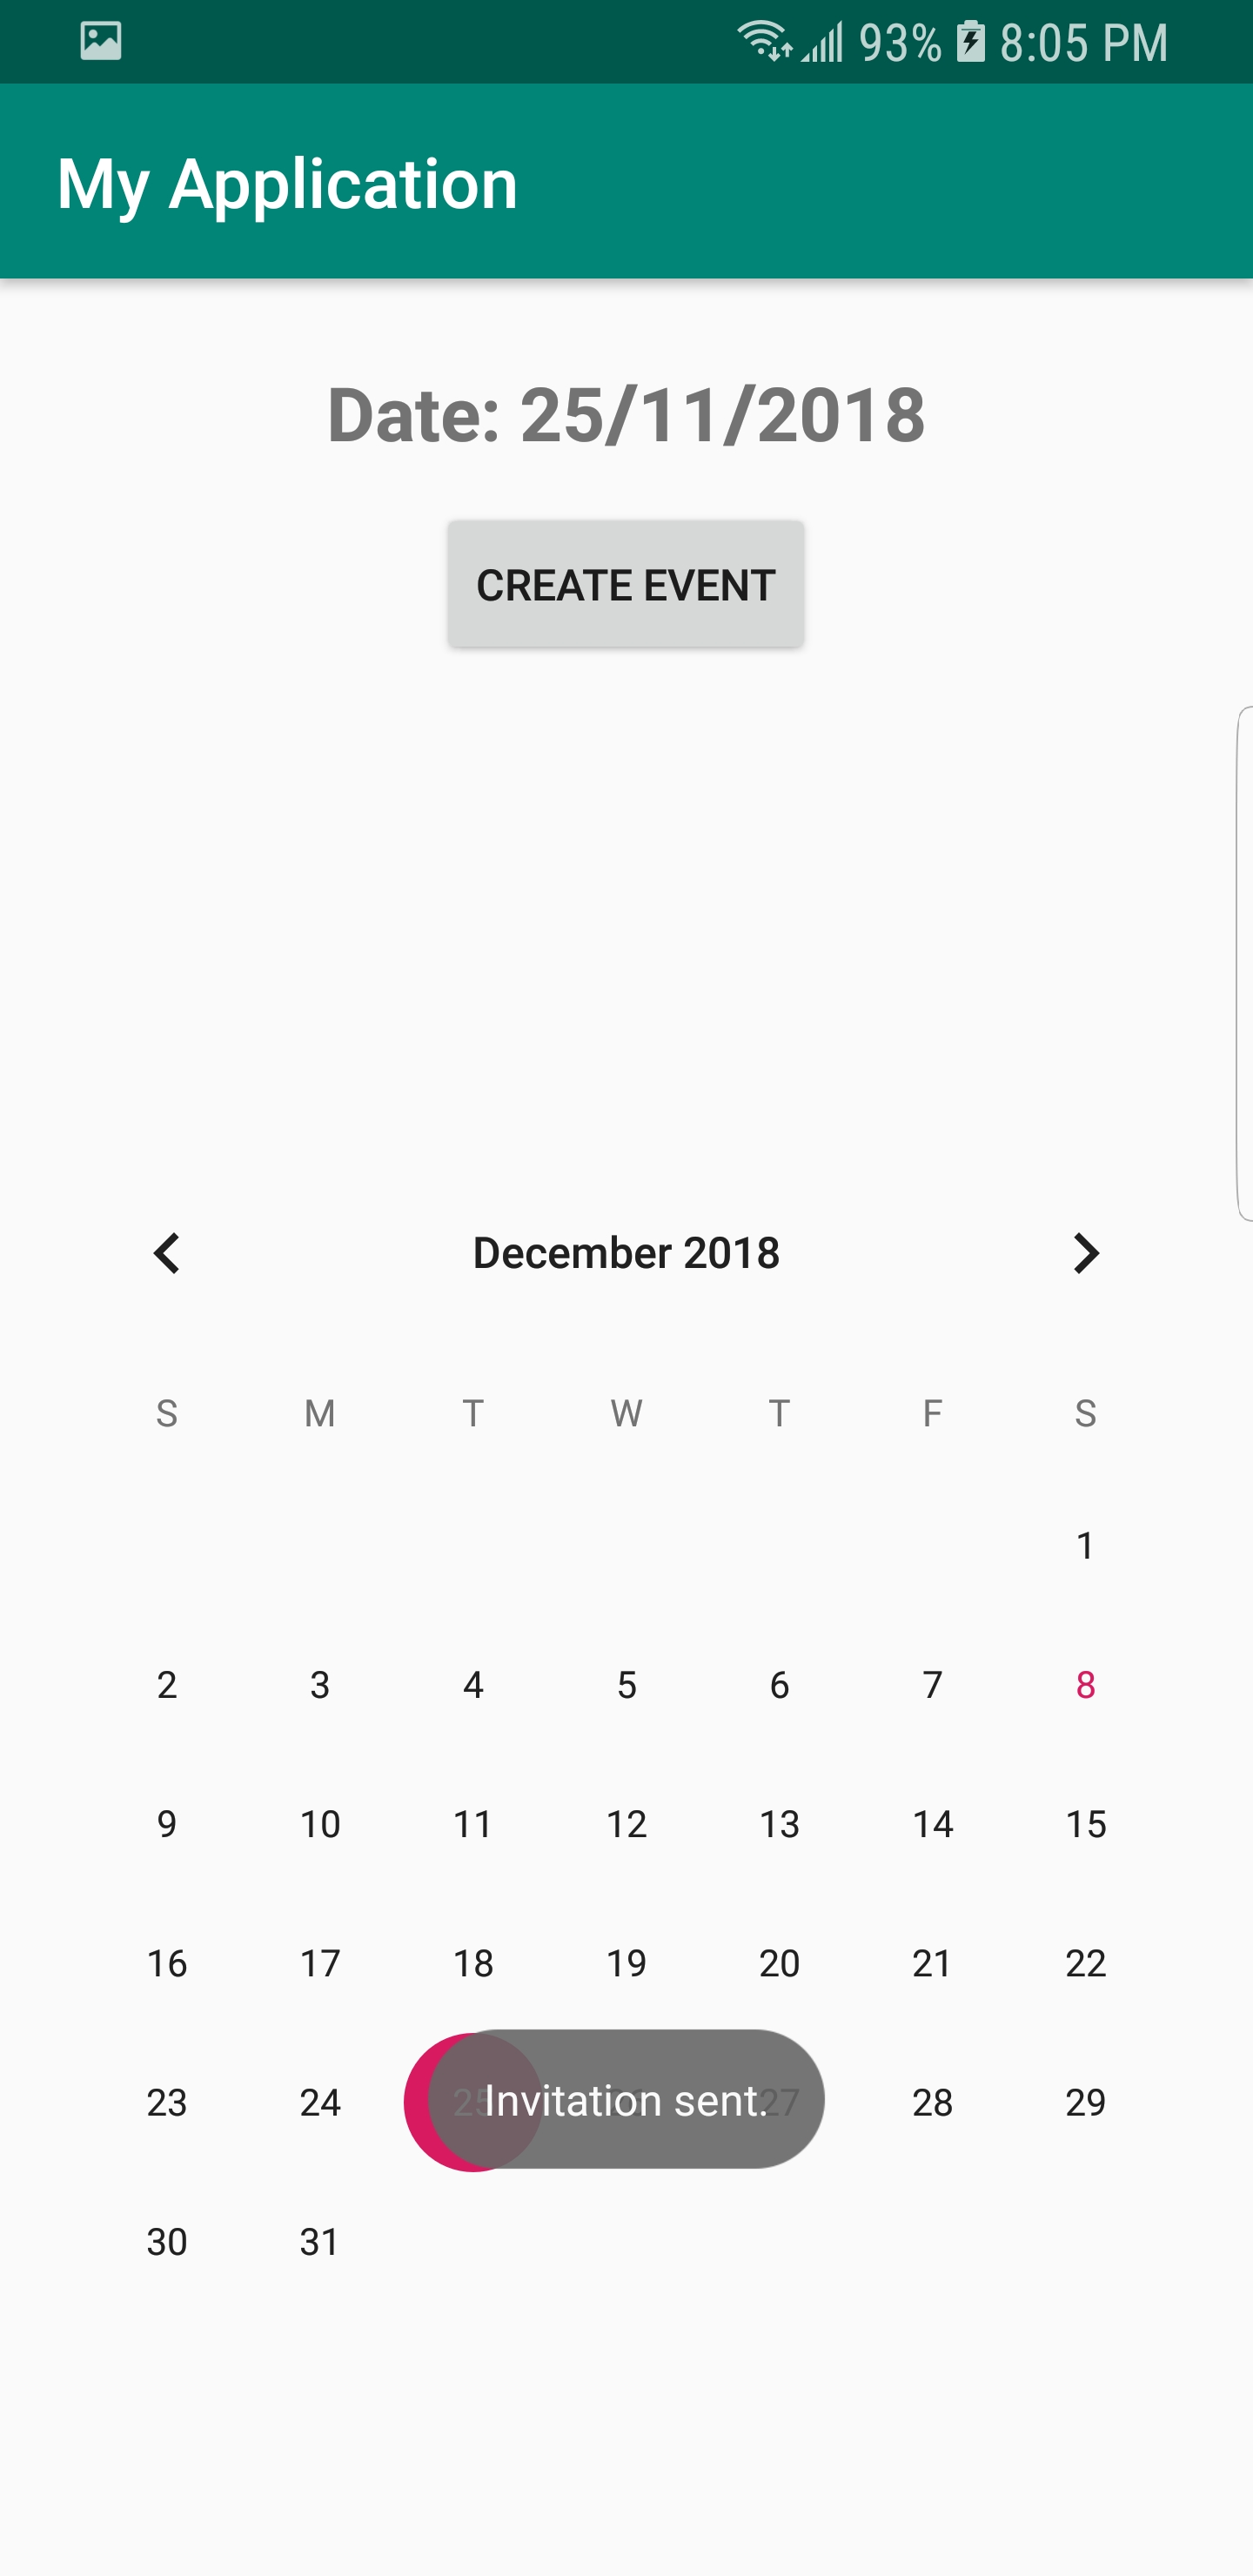 93% 8:05 PM
My Application
Date: 25/11/2018
CREATE EVENT
December 2018
S M T W T F S
1
2 3 4 5 6 7 8
9 10 11 12 13 14 15
16 17 18 19 20 21 22
23 24 25 Invitation sent. 27 28 29
30 31